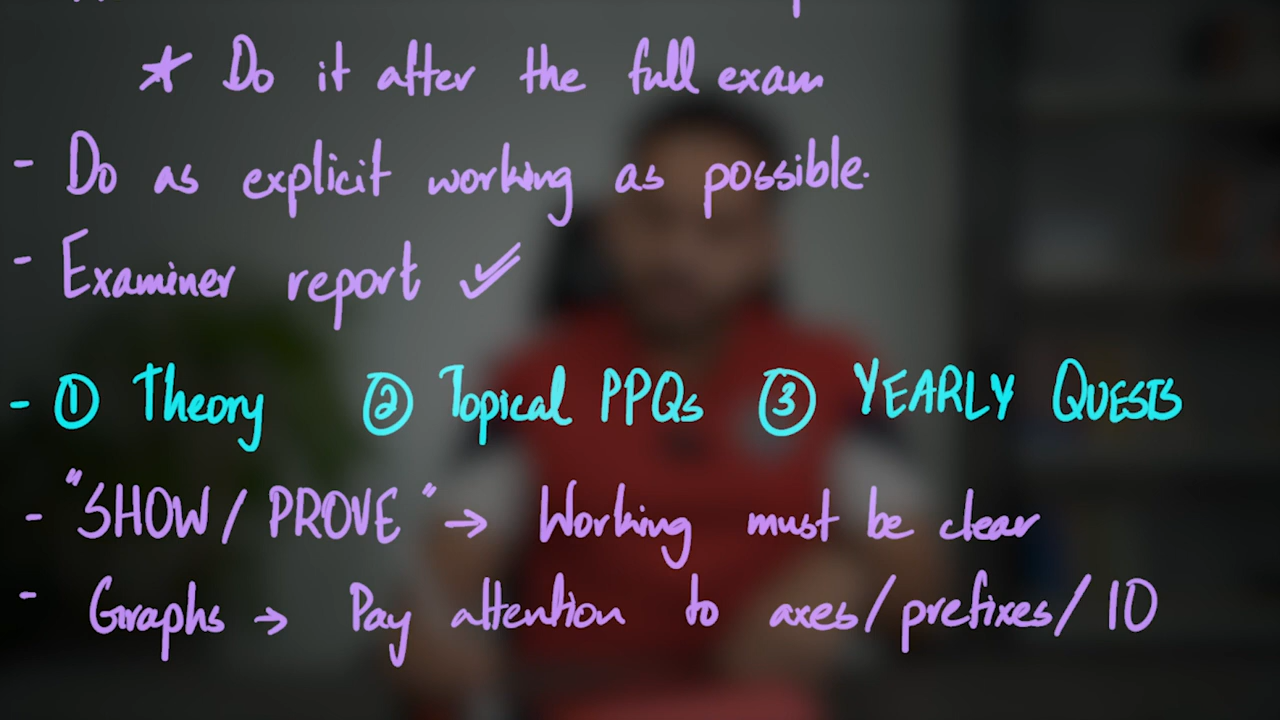 ★ Do it after the full exam
- Do as explicit working as possible.
- Examiner report ✓
- ① Theory ② Topical PPQs ③ YEARLY QUESTS
- "SHOW / PROVE" → Working must be clear
- Graphs → Pay attention to axes/prefixes/10